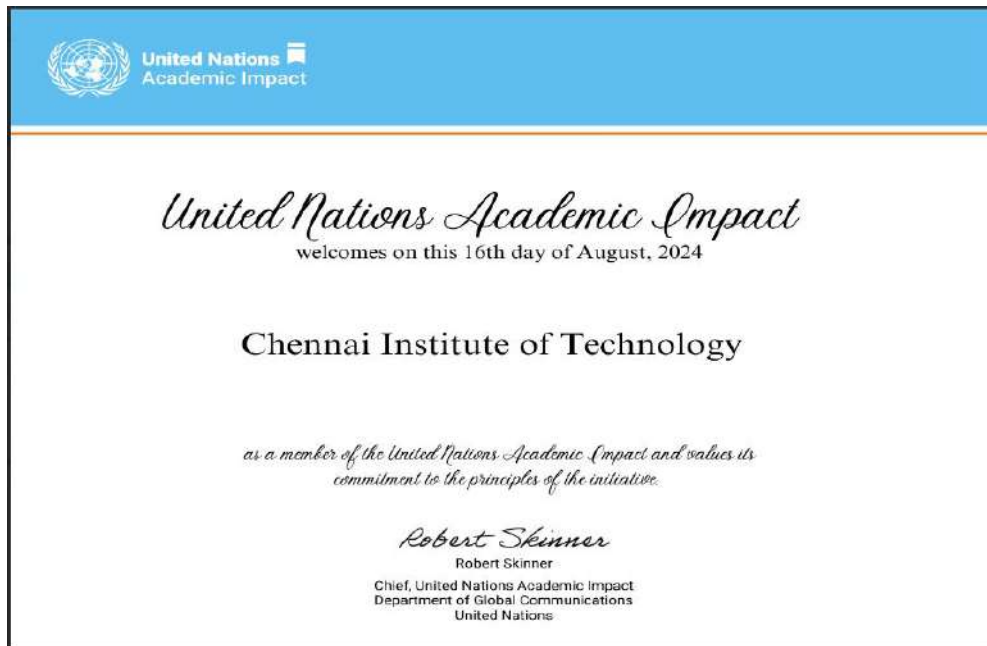 United Nations
Academic Impact
United Nations Academic Impact
welcomes on this 16th day of August, 2024
Chennai Institute of Technology
as a member of the United Nations Academic Impact and values its
commitment to the principles of the initiative.
Robert Skinner
Robert Skinner
Chief, United Nations Academic Impact
Department of Global Communications
United Nations